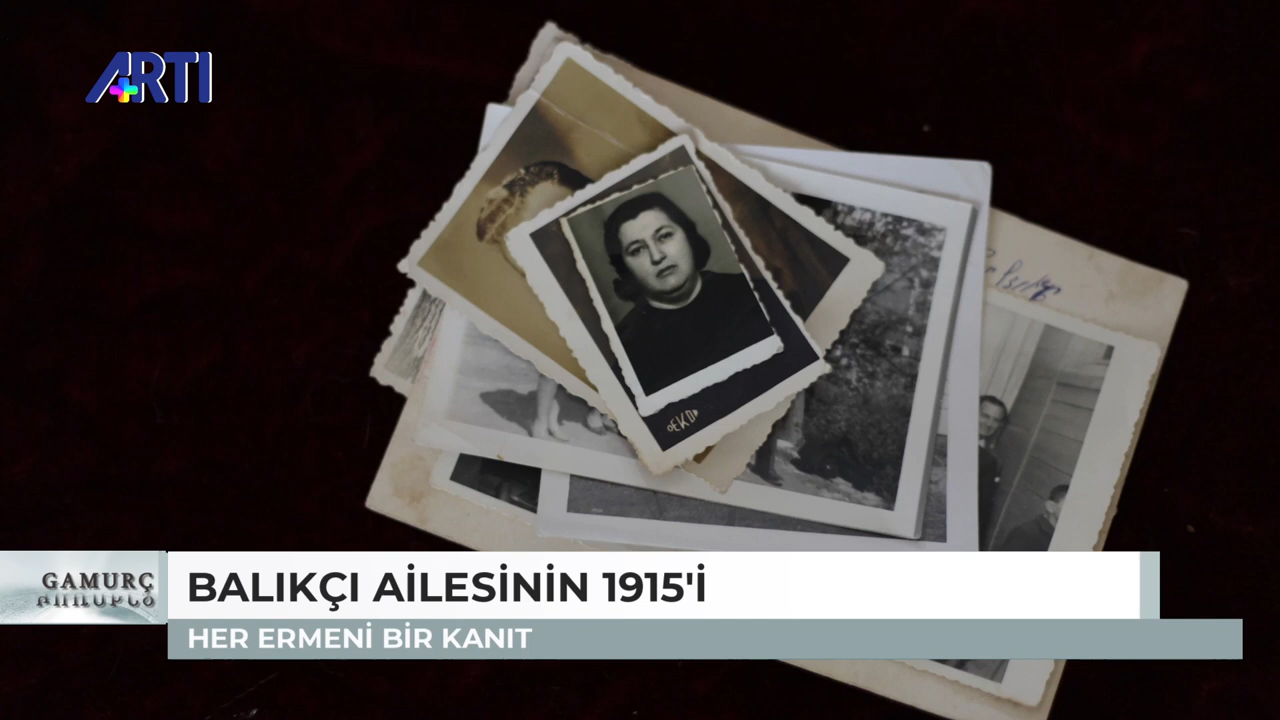 ARTI
BALIKÇI AİLESİNİN 1915'İ
GAMURÇ
HER ERMENİ BİR KANIT